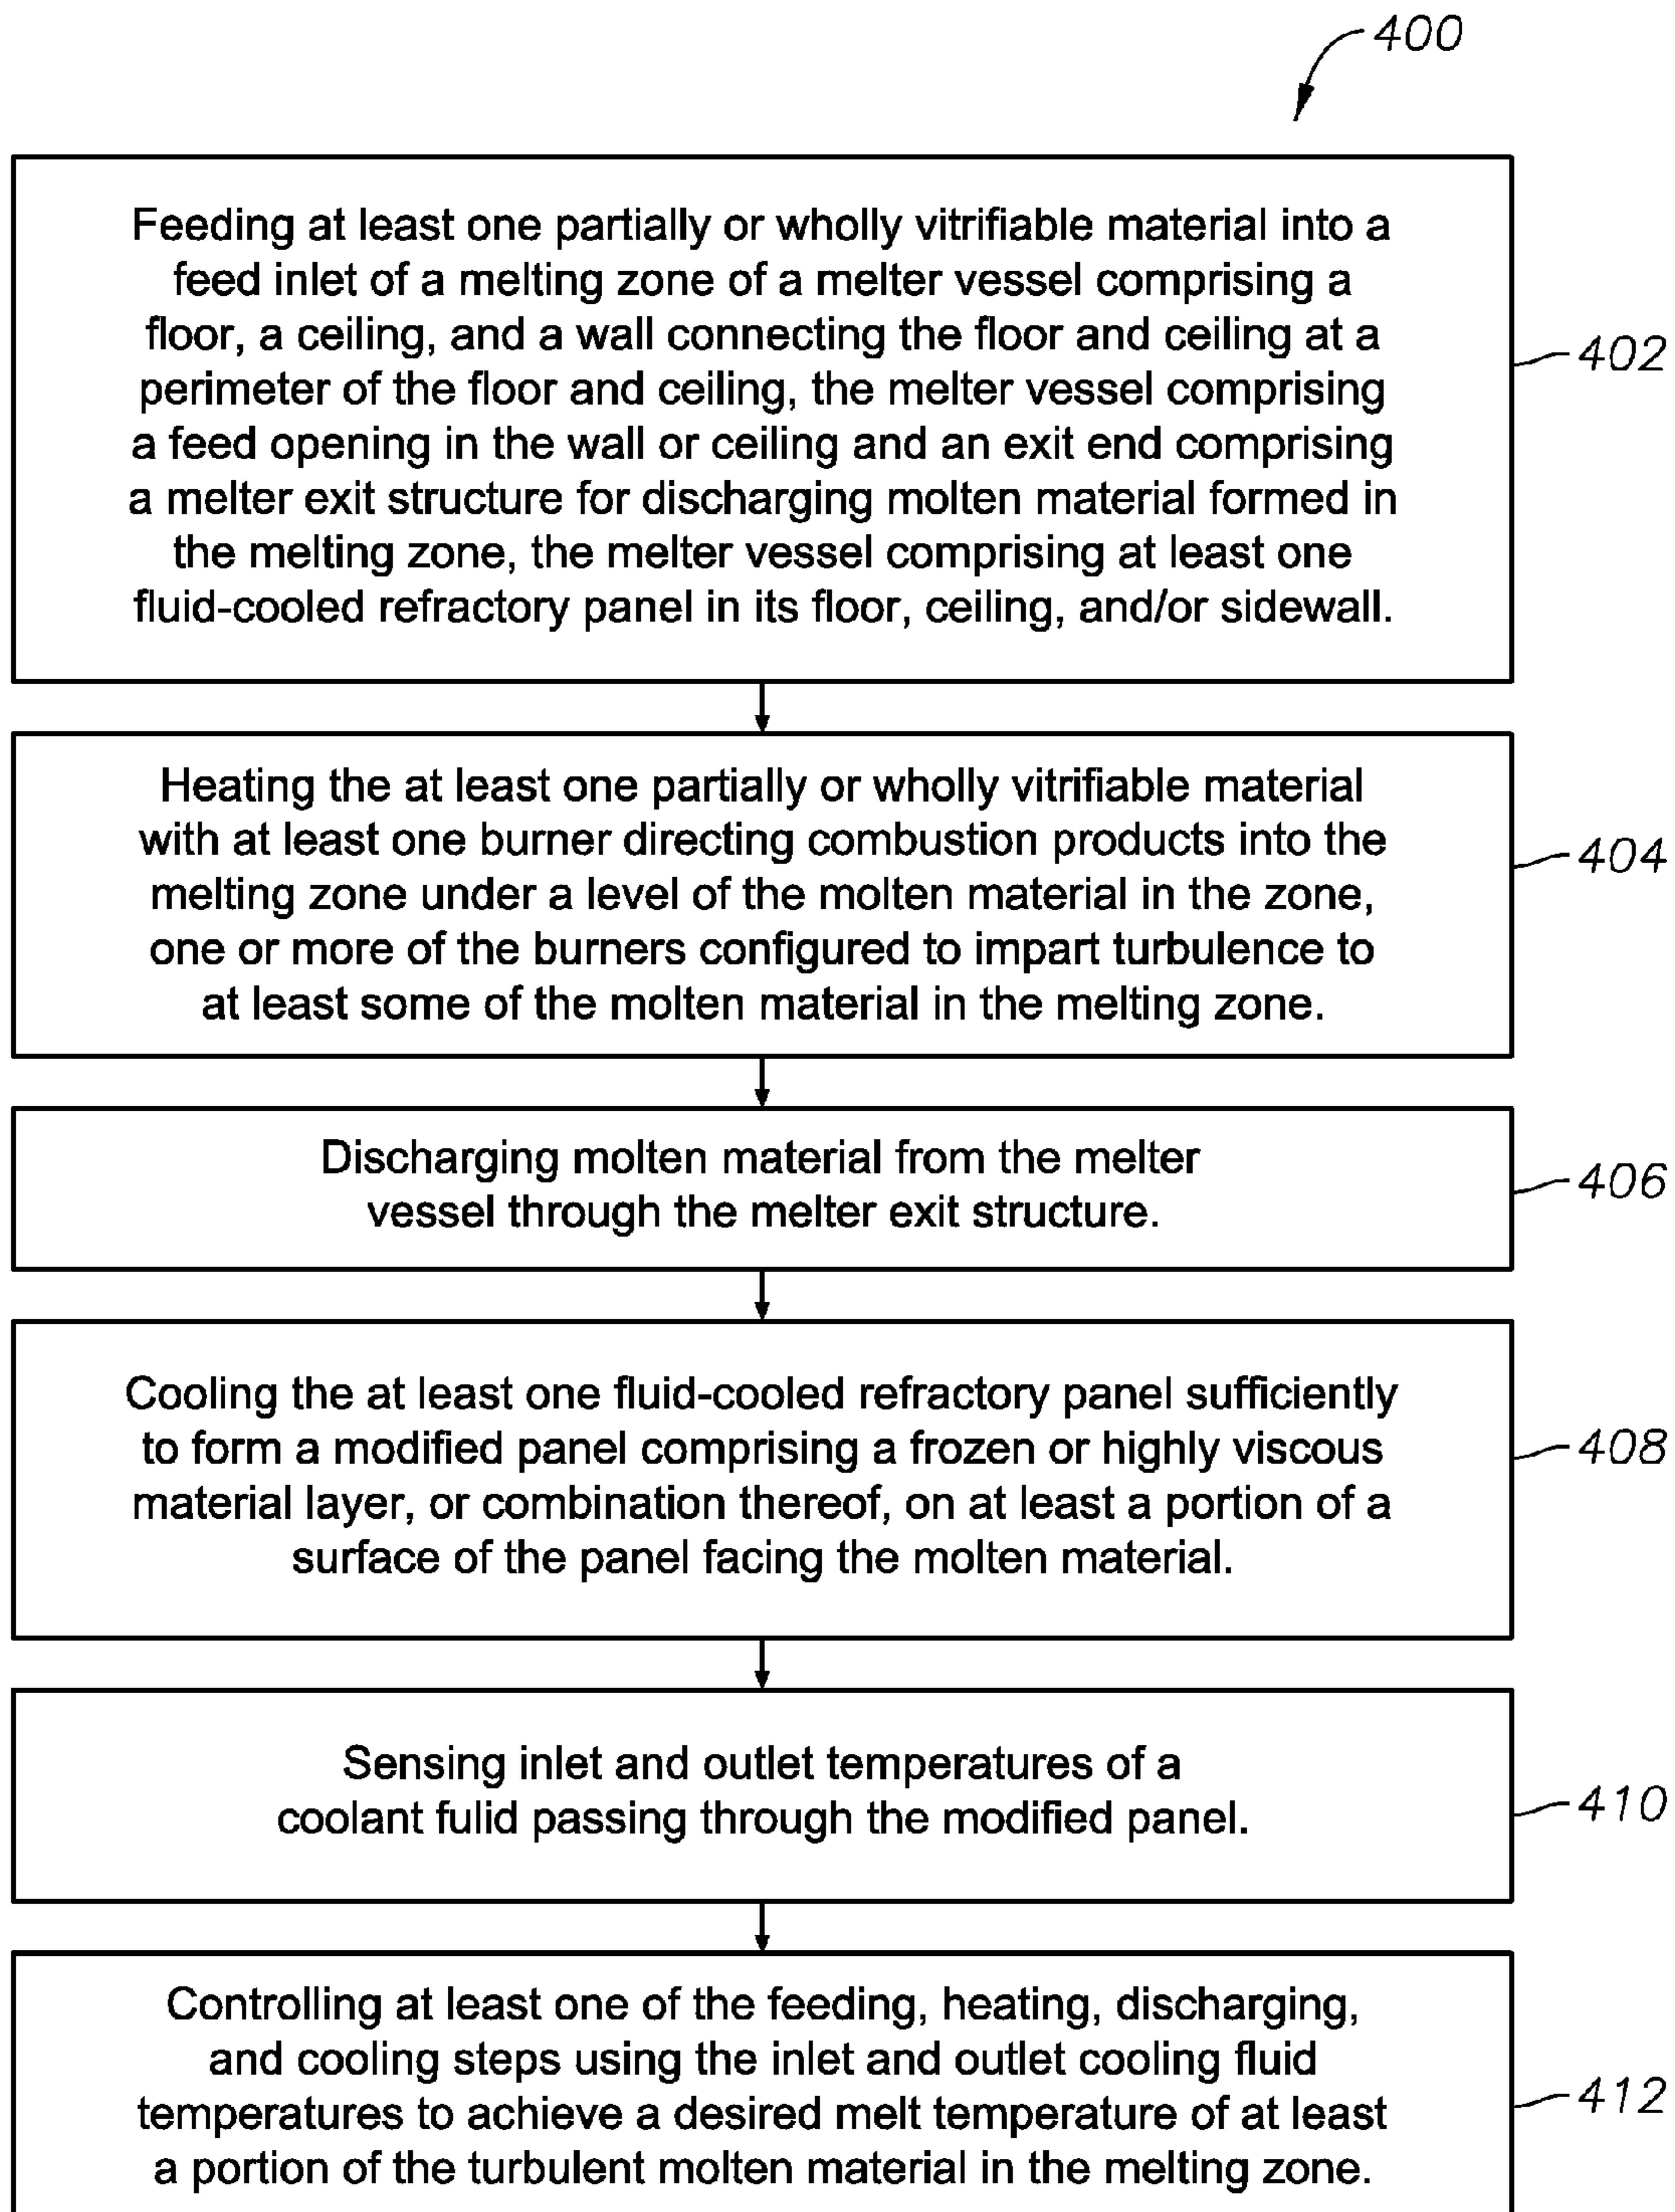 400
Feeding at least one partially or wholly vitrifiable material into a
feed inlet of a melting zone of a melter vessel comprising a
floor, a ceiling, and a wall connecting the floor and ceiling at a
perimeter of the floor and ceiling, the melter vessel comprising
a feed opening in the wall or ceiling and an exit end comprising
a melter exit structure for discharging molten material formed in
the melting zone, the melter vessel comprising at least one
fluid-cooled refractory panel in its floor, ceiling, and/or sidewall.
402
Heating the at least one partially or wholly vitrifiable material
with at least one burner directing combustion products into the
melting zone under a level of the molten material in the zone,
one or more of the burners configured to impart turbulence to
at least some of the molten material in the melting zone.
404
Discharging molten material from the melter
vessel through the melter exit structure.
406
Cooling the at least one fluid-cooled refractory panel sufficiently
to form a modified panel comprising a frozen or highly viscous
material layer, or combination thereof, on at least a portion of a
surface of the panel facing the molten material.
408
Sensing inlet and outlet temperatures of a
coolant fulid passing through the modified panel.
410
Controlling at least one of the feeding, heating, discharging,
and cooling steps using the inlet and outlet cooling fluid
temperatures to achieve a desired melt temperature of at least
a portion of the turbulent molten material in the melting zone.
412